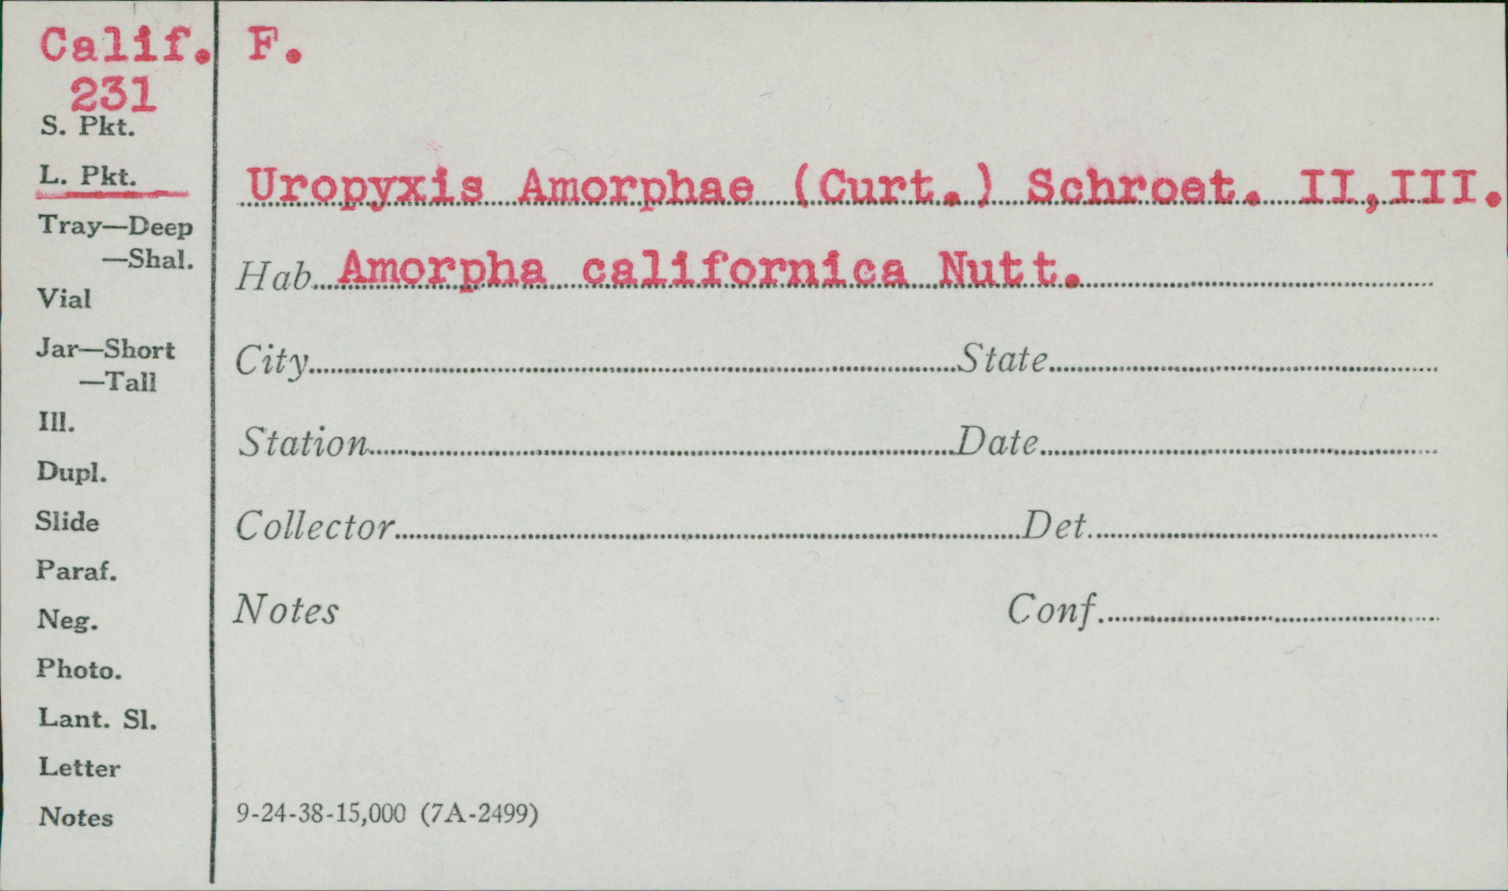 Calif. F.
231
S. Pkt.
L. Pkt.
Tray—Deep
—Shal.
Vial
Jar—Short
—Tall
Ill.
Dupl.
Slide
Paraf.
Neg.
Photo.
Lant. Sl.
Letter
Notes
Uropyxis Amorphae (Curt.) Schroet. II,III.
Hab. Amorpha californica Nutt.
City State
Station Date
Collector Det.
Notes Conf.
9-24-38-15,000 (7A-2499)